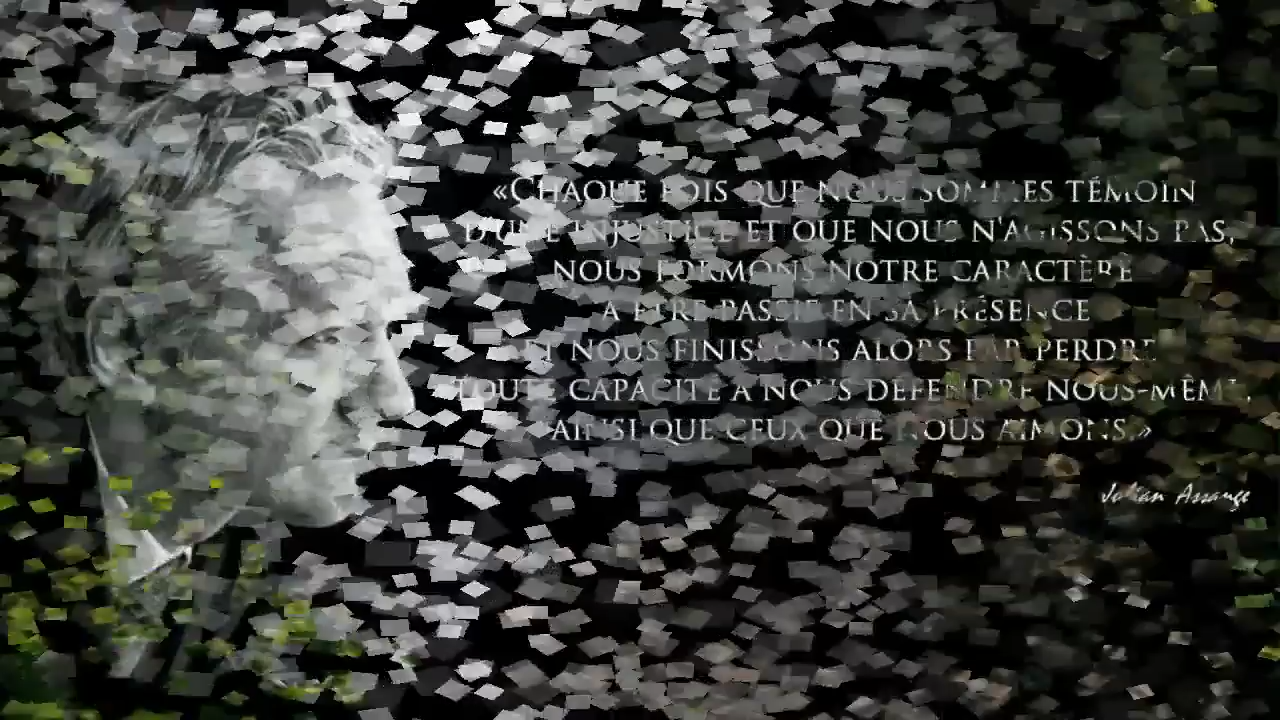 «CHAQUE FOIS QUE NOUS SOMMES TÉMOIN
D'UNE INJUSTICE ET QUE NOUS N'AGISSONS PAS,
NOUS FORMONS NOTRE CARACTÈRE
À ÊTRE PASSIF EN SA PRÉSENCE
ET NOUS FINISSONS ALORS PAR PERDRE
TOUTE CAPACITÉ À NOUS DÉFENDRE NOUS-MÊME,
AINSI QUE CEUX QUE NOUS AIMONS.»
Julian Assange